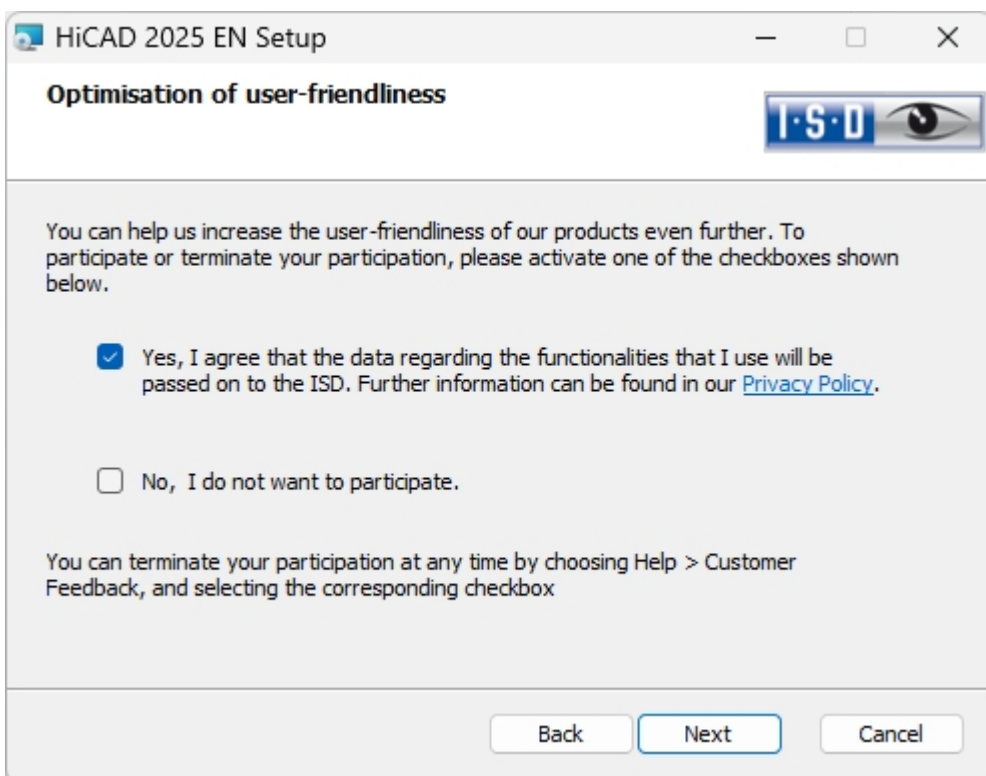 HiCAD 2025 EN Setup
Optimisation of user-friendliness
I·S·D
You can help us increase the user-friendliness of our products even further. To
participate or terminate your participation, please activate one of the checkboxes shown
below.
Yes, I agree that the data regarding the functionalities that I use will be
passed on to the ISD. Further information can be found in our Privacy Policy.
No, I do not want to participate.
You can terminate your participation at any time by choosing Help > Customer
Feedback, and selecting the corresponding checkbox
Back Next Cancel